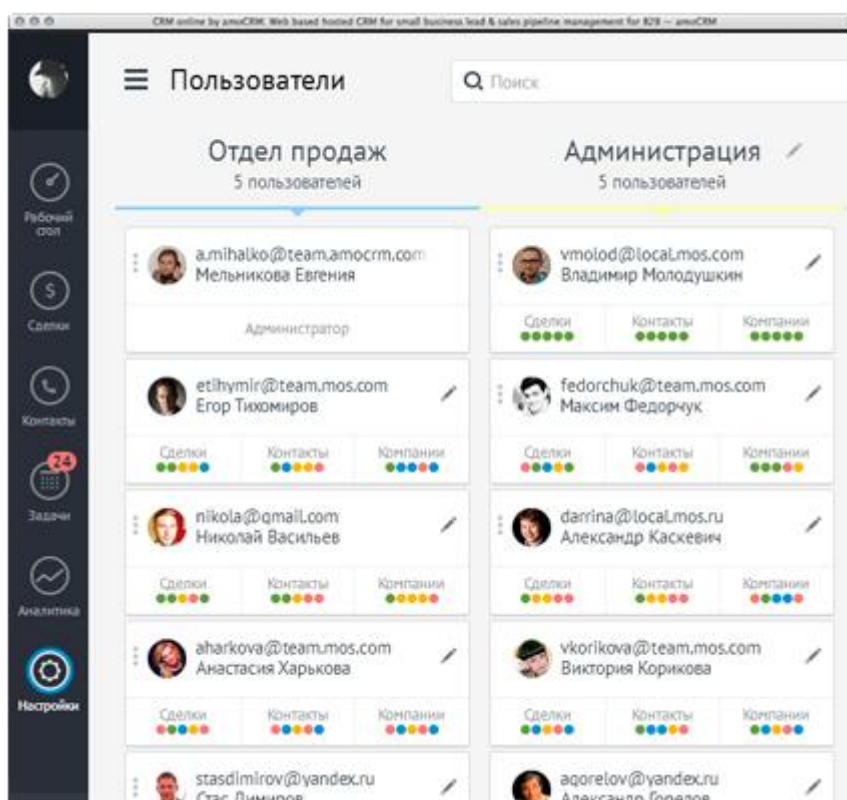 CRM online by amoCRM. Web based hosted CRM for small business lead & sales pipeline management for B2B — amoCRM
Пользователи
Поиск
Отдел продаж
5 пользователей
Администрация
5 пользователей
Рабочий
стол
Сделки
Контакты
24
Задачи
Аналитика
Настройки
a.mihalko@team.amocrm.com
Мельникова Евгения
Администратор
vmolod@local.mos.com
Владимир Молодушкин
Сделки Контакты Компании
etihymir@team.mos.com
Егор Тихомиров
Сделки Контакты Компании
fedorchuk@team.mos.com
Максим Федорчук
Сделки Контакты Компании
nikola@gmail.com
Николай Васильев
Сделки Контакты Компании
darrina@local.mos.ru
Александр Каскевич
Сделки Контакты Компании
aharkova@team.mos.com
Анастасия Харькова
Сделки Контакты Компании
vkorikova@team.mos.com
Виктория Корикова
Сделки Контакты Компании
stasdimirov@yandex.ru
Стас Димиров
agorelov@yandex.ru
Александр Горелов